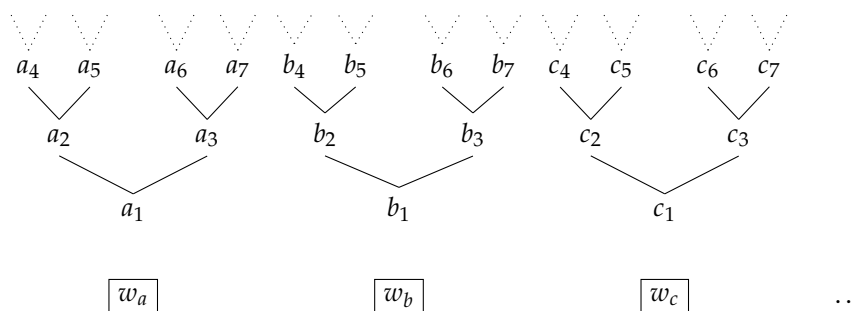 a4 a5 a6 a7 b4 b5 b6 b7 c4 c5 c6 c7
a2 a3 b2 b3 c2 c3
a1 b1 c1
wa wb wc ..